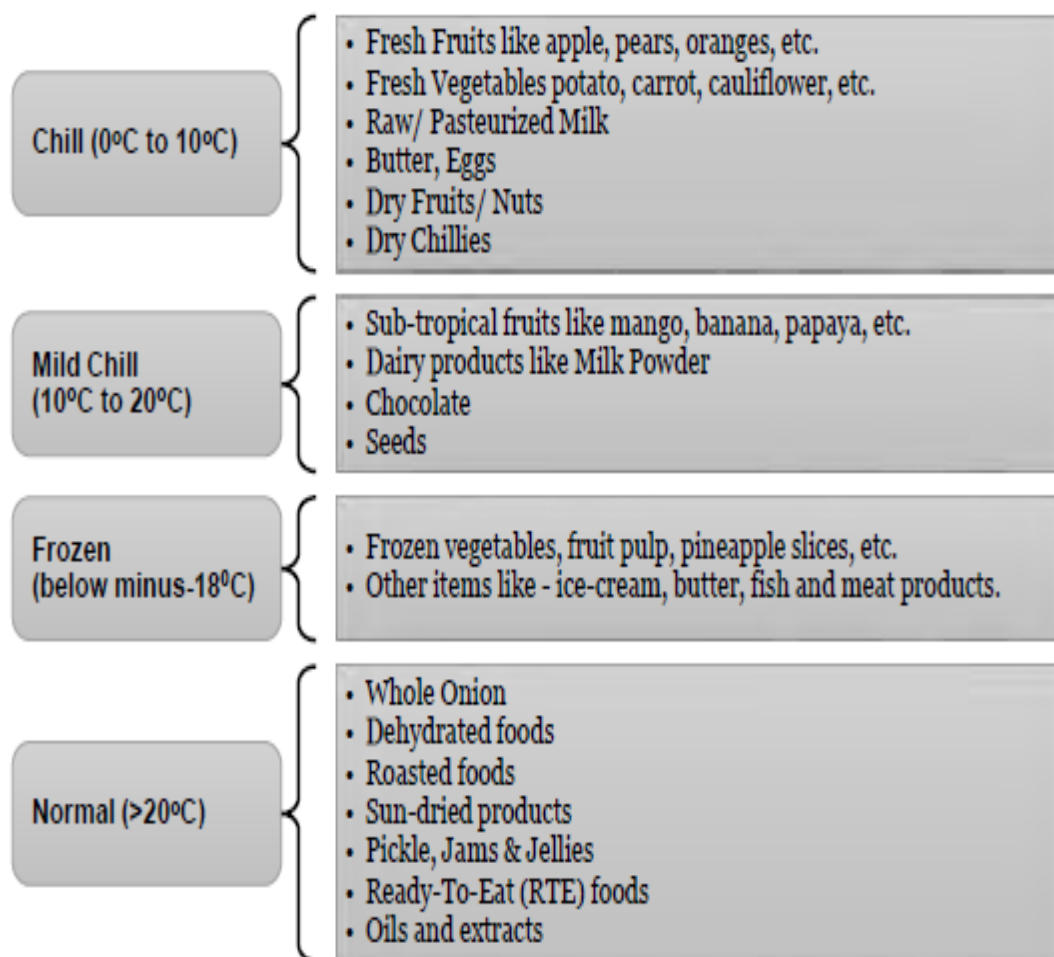 Chill (0ºC to 10ºC)
• Fresh Fruits like apple, pears, oranges, etc.
• Fresh Vegetables potato, carrot, cauliflower, etc.
• Raw/ Pasteurized Milk
• Butter, Eggs
• Dry Fruits/ Nuts
• Dry Chillies
Mild Chill
(10ºC to 20ºC)
• Sub-tropical fruits like mango, banana, papaya, etc.
• Dairy products like Milk Powder
• Chocolate
• Seeds
Frozen
(below minus-18⁰C)
• Frozen vegetables, fruit pulp, pineapple slices, etc.
• Other items like - ice-cream, butter, fish and meat products.
Normal (>20ºC)
• Whole Onion
• Dehydrated foods
• Roasted foods
• Sun-dried products
• Pickle, Jams & Jellies
• Ready-To-Eat (RTE) foods
• Oils and extracts